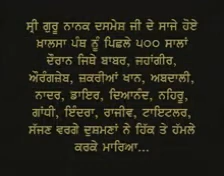 ਸ੍ਰੀ ਗੁਰੂ ਨਾਨਕ ਦਸਮੇਸ਼ ਜੀ ਦੇ ਸਾਜੇ ਹੋਏ
ਖ਼ਾਲਸਾ ਪੰਥ ਨੂੰ ਪਿਛਲੇ ੫੦੦ ਸਾਲਾਂ
ਦੌਰਾਨ ਜਿਥੇ ਬਾਬਰ, ਜਹਾਂਗੀਰ,
ਔਰੰਗਜ਼ੇਬ, ਜ਼ਕਰੀਆਂ ਖਾਨ, ਅਬਦਾਲੀ,
ਨਾਦਰ, ਡਾਇਰ, ਦਿਆਨੰਦ, ਨਹਿਰੂ,
ਗਾਂਧੀ, ਇੰਦਰਾ, ਰਾਜੀਵ, ਟਾਈਟਲਰ,
ਸੱਜਣ ਵਰਗੇ ਦੁਸ਼ਮਣਾਂ ਨੇ ਹਿੱਕ ਤੇ ਹੱਮਲੇ
ਕਰਕੇ ਮਾਰਿਆ...